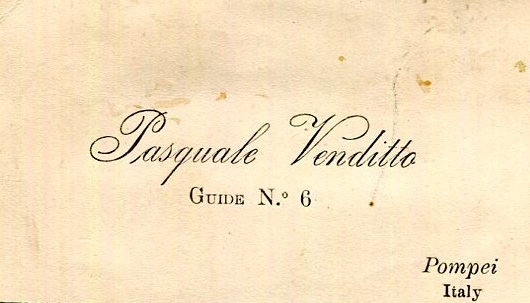 Pasquale Venditto
Guide N.º 6
Pompei
Italy